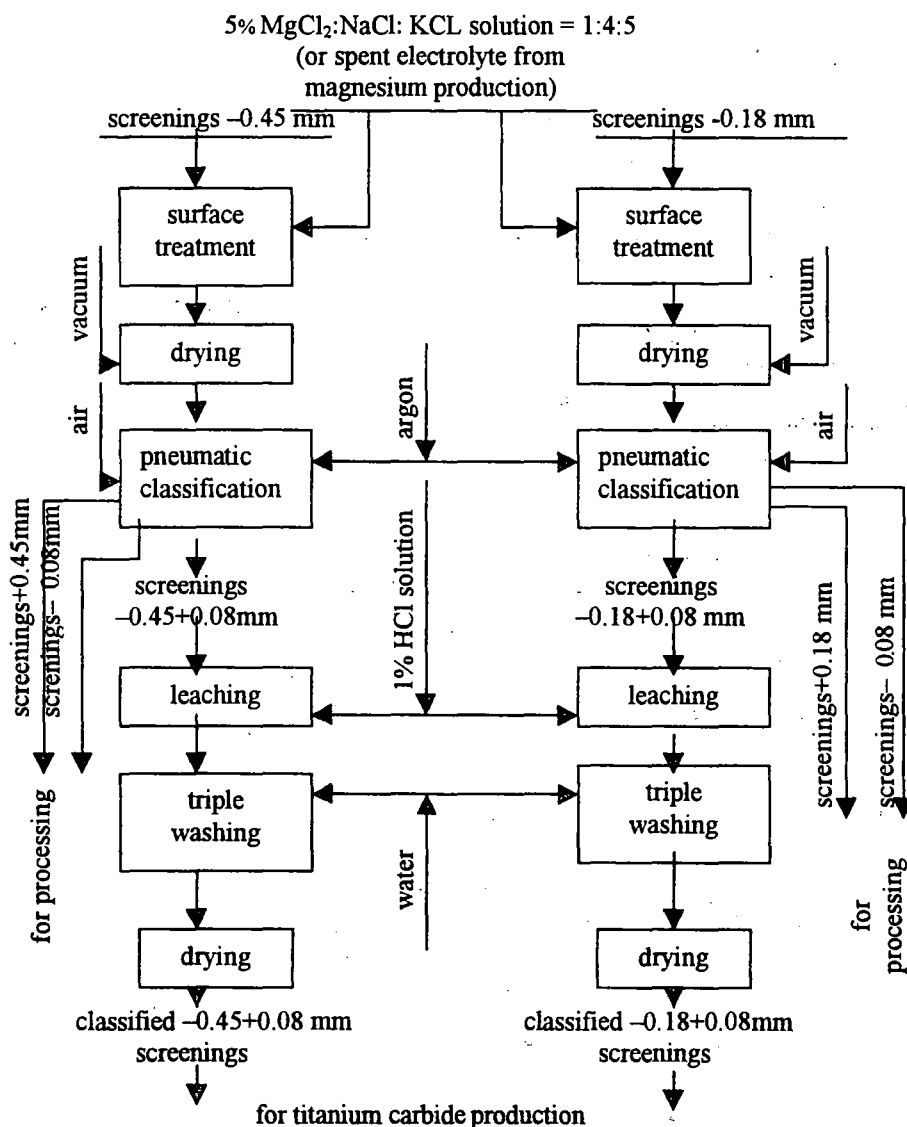 5% MgCl₂:NaCl: KCL solution = 1:4:5
(or spent electrolyte from
magnesium production)
screenings –0.45 mm
screenings -0.18 mm
surface
treatment
surface
treatment
vacuum
vacuum
drying
drying
air
argon
air
pneumatic
classification
pneumatic
classification
screenings+0.45mm
screnings– 0.08mm
screenings
–0.45+0.08mm
1% HCl solution
screenings
–0.18+0.08 mm
screenings+0.18 mm
screenings– 0.08 mm
leaching
leaching
triple
washing
triple
washing
for processing
water
for
processing
drying
drying
classified –0.45+0.08 mm
screenings
classified –0.18+0.08mm
screenings
for titanium carbide production